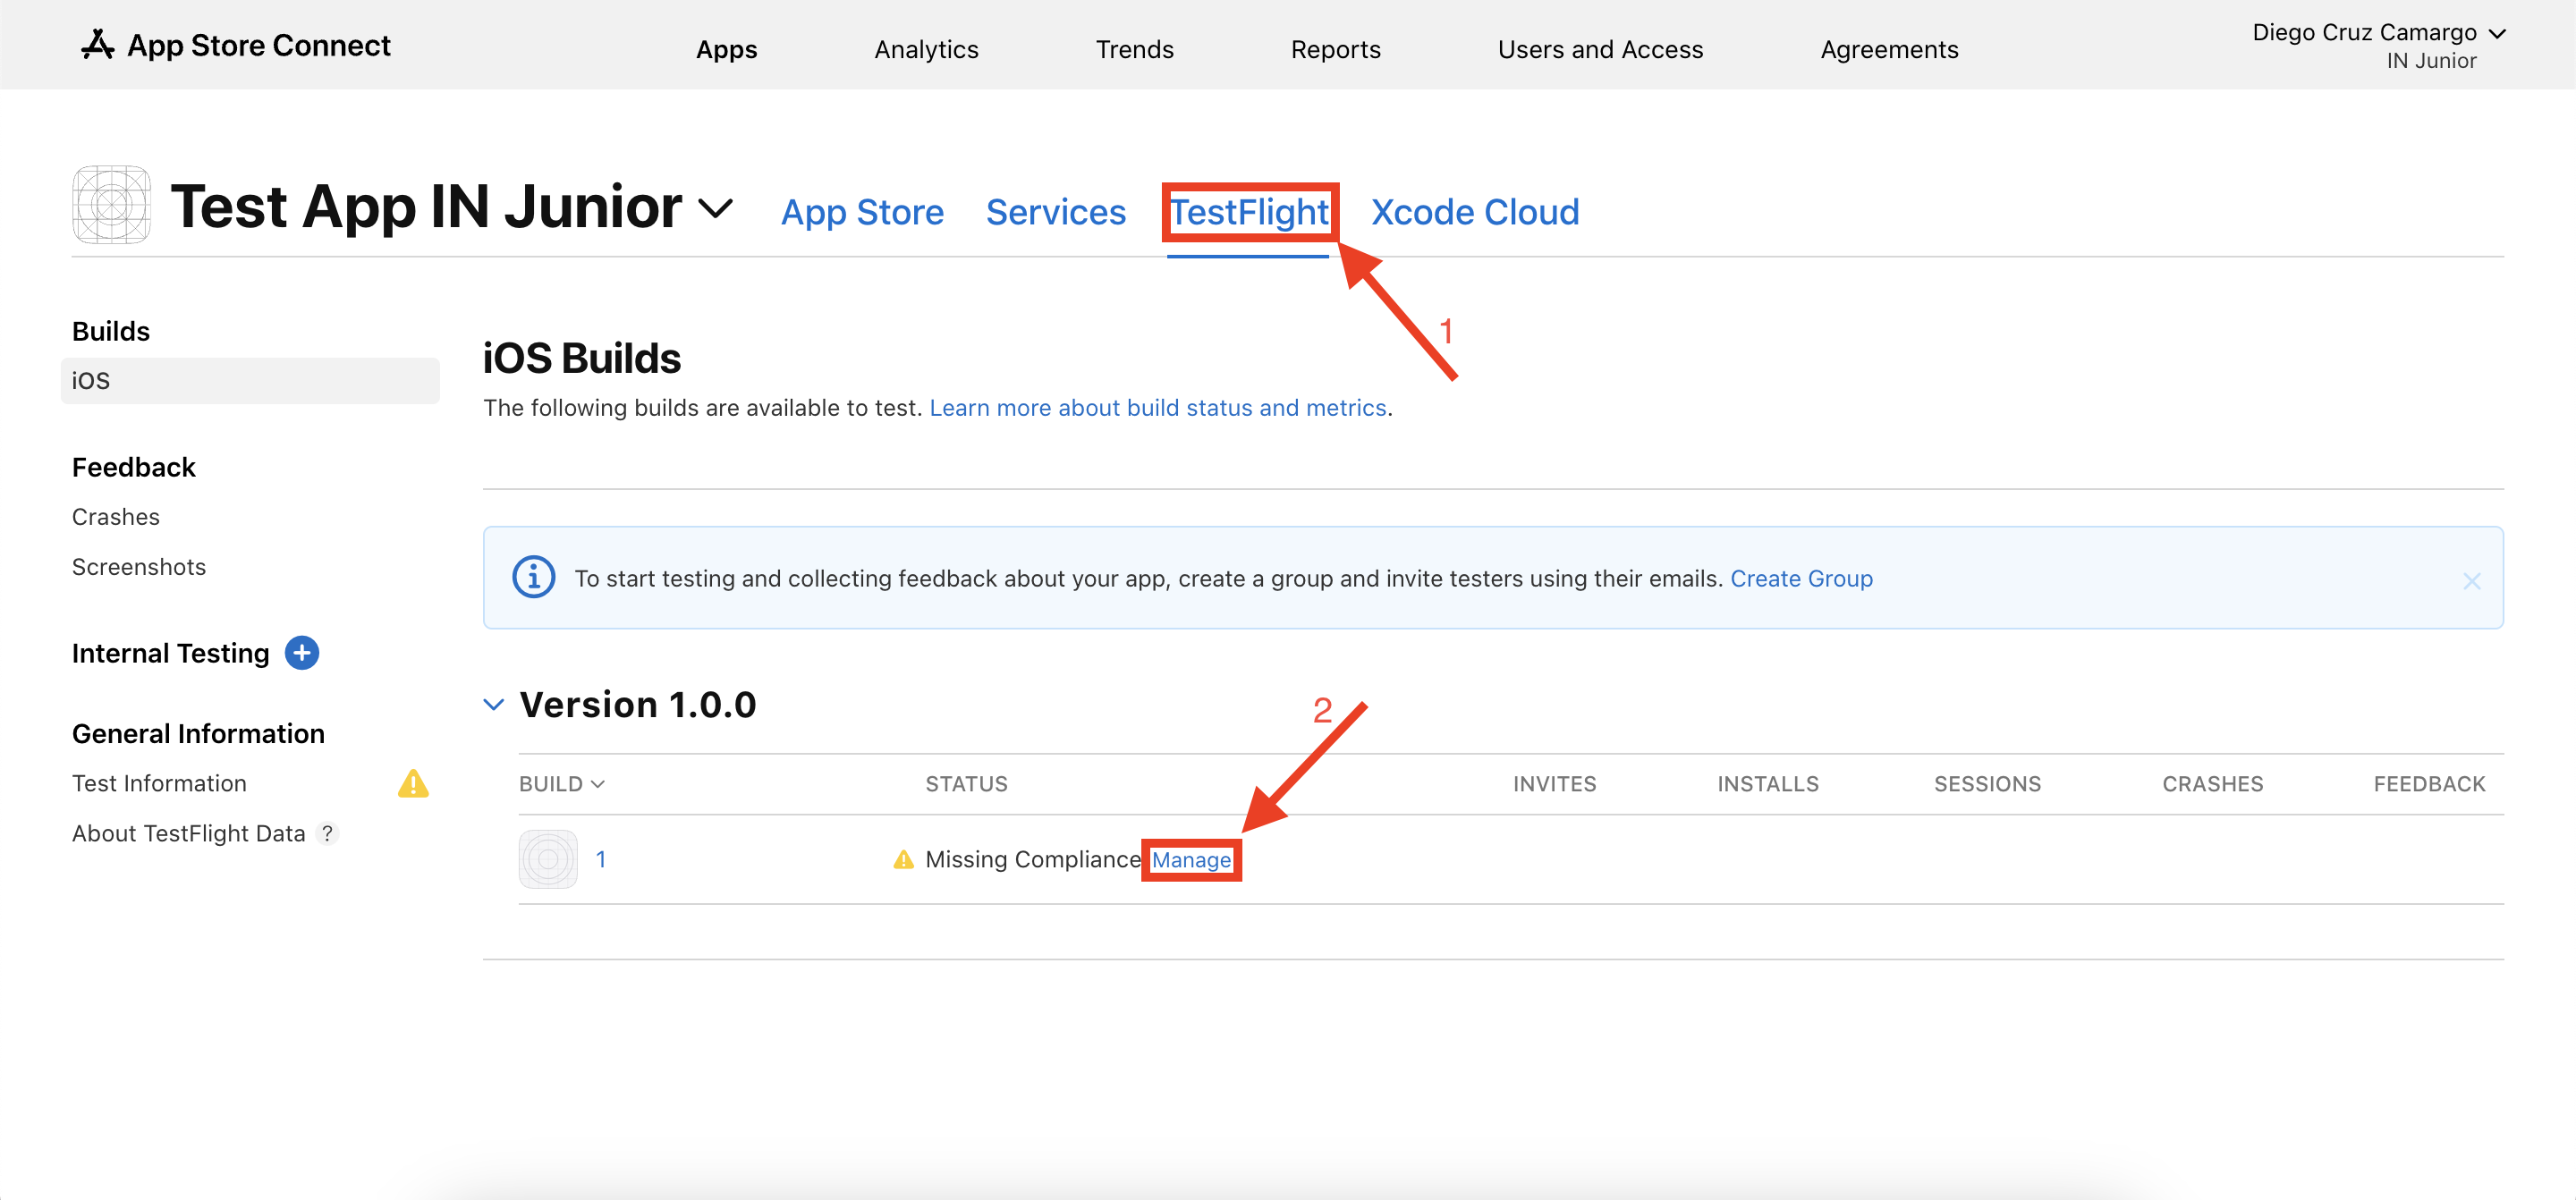 App Store Connect
Apps Analytics Trends Reports Users and Access Agreements
Diego Cruz Camargo
IN Junior
Test App IN Junior
App Store Services TestFlight Xcode Cloud
1
Builds
iOS
Feedback
Crashes
Screenshots
Internal Testing
General Information
Test Information
About TestFlight Data ?
iOS Builds
The following builds are available to test. Learn more about build status and metrics.
To start testing and collecting feedback about your app, create a group and invite testers using their emails. Create Group
Version 1.0.0
2
BUILD STATUS INVITES INSTALLS SESSIONS CRASHES FEEDBACK
1 Missing Compliance Manage